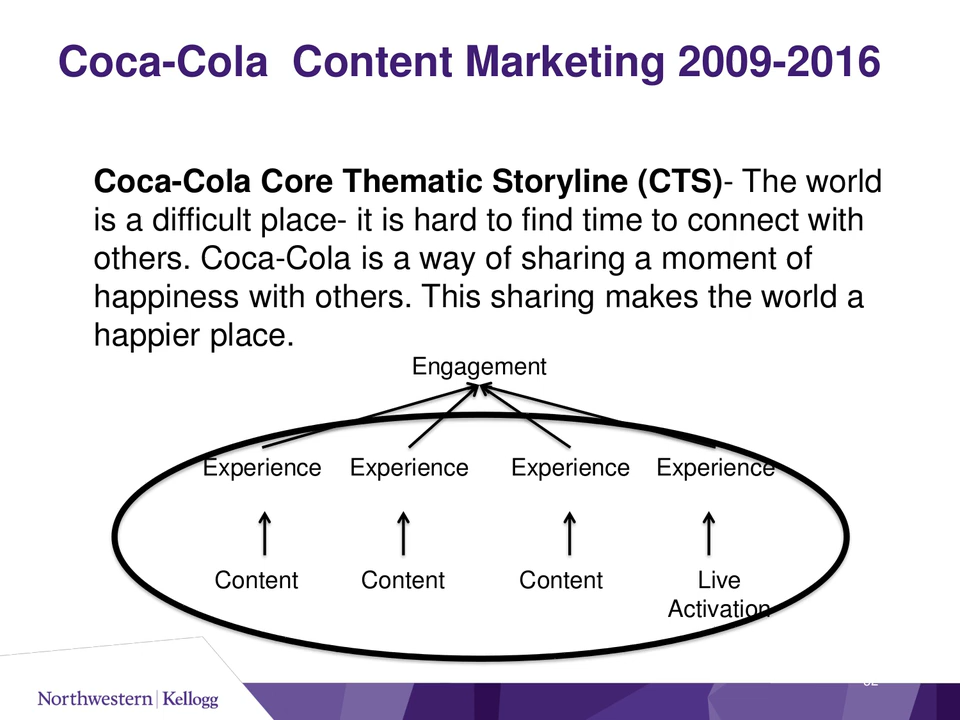 Coca-Cola Content Marketing 2009-2016
Coca-Cola Core Thematic Storyline (CTS)- The world
is a difficult place- it is hard to find time to connect with
others. Coca-Cola is a way of sharing a moment of
happiness with others. This sharing makes the world a
happier place.
Engagement
Experience Experience Experience Experience
Content Content Content Live
Activation
Northwestern | Kellogg